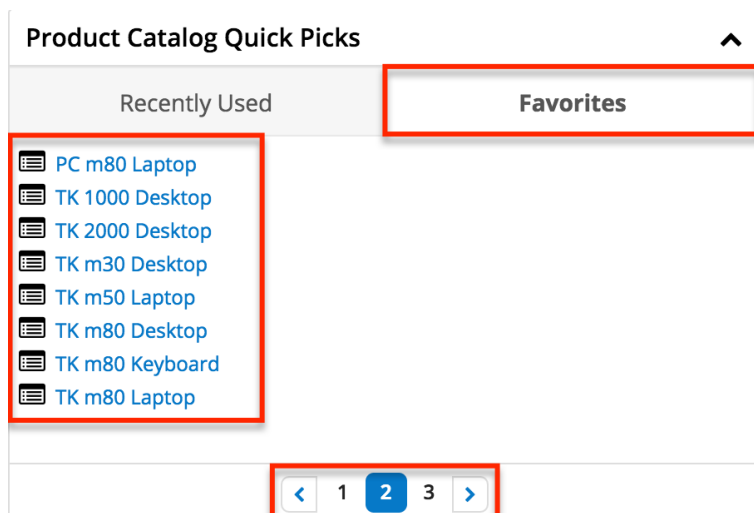 Product Catalog Quick Picks
Recently Used Favorites
PC m80 Laptop
TK 1000 Desktop
TK 2000 Desktop
TK m30 Desktop
TK m50 Laptop
TK m80 Desktop
TK m80 Keyboard
TK m80 Laptop
1 2 3